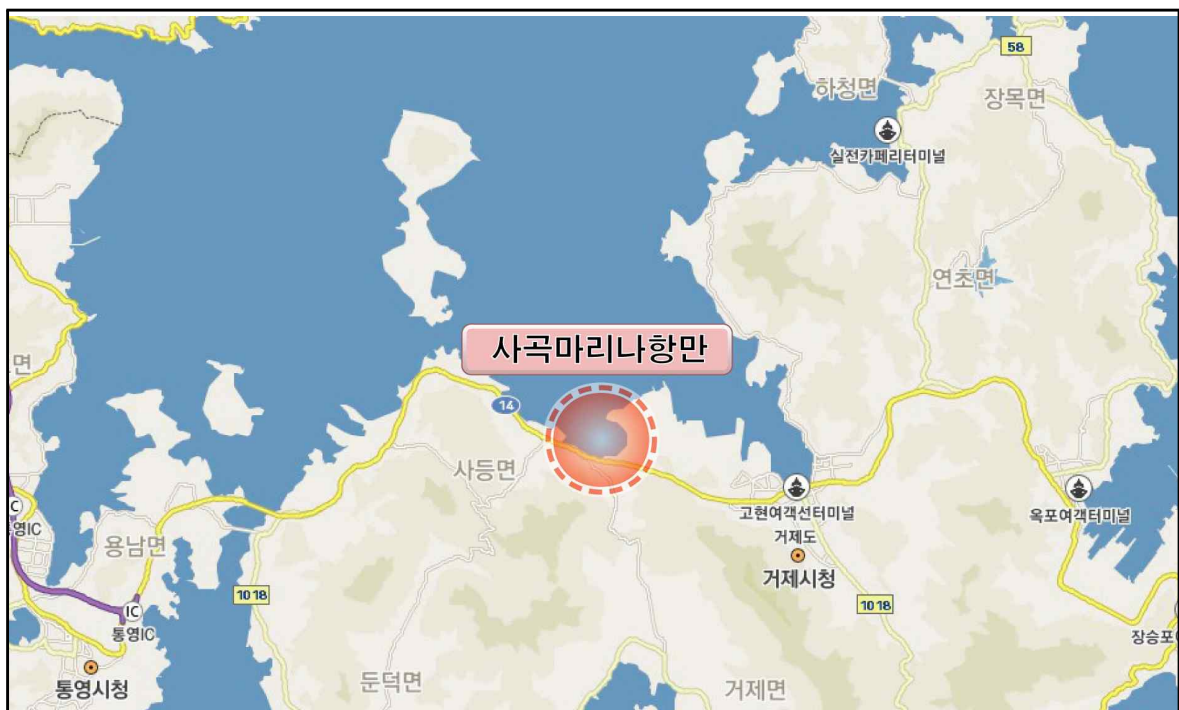 58
하청면
장목면
실전카페리터미널
연초면
사곡마리나항만
면
14
사등면
고현여객선터미널
거제도
거제시청
옥포여객터미널
IC
영IC
용남면
1018
1018
IC
통영IC
통영시청
둔덕면
거제면
장승포